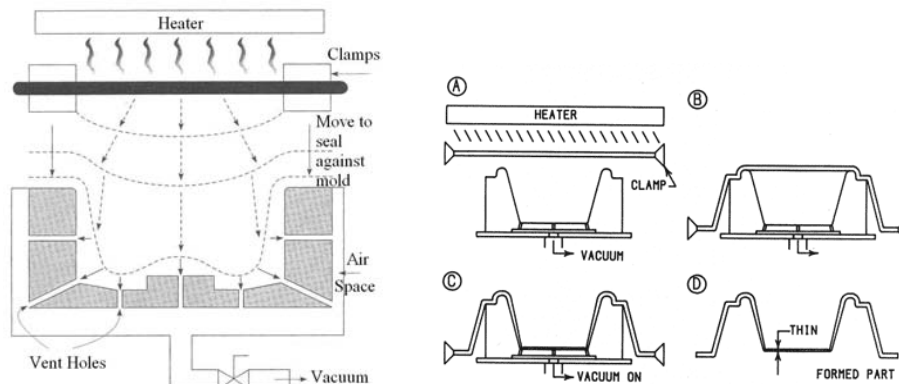 Heater
Clamps
Move to
seal
against
mold
Air
Space
Vent Holes
Vacuum
A
HEATER
CLAMP
VACUUM
B
C
VACUUM ON
D
THIN
FORMED PART